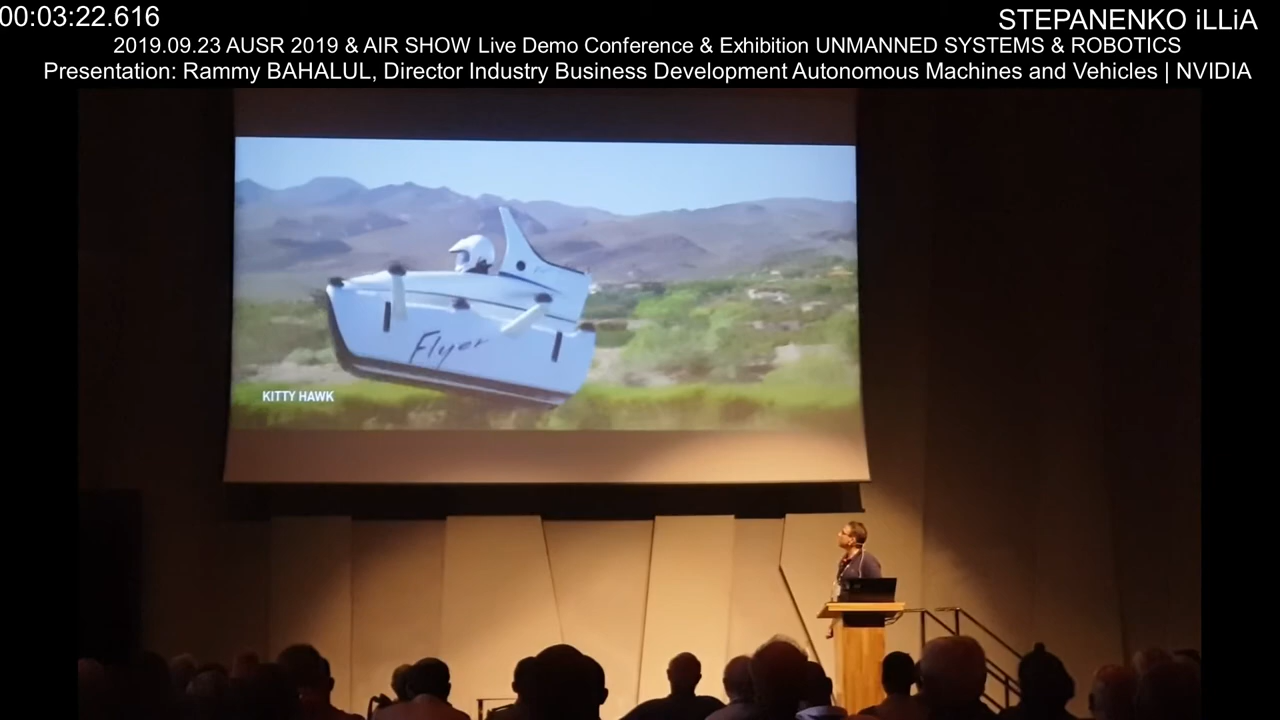 00:03:22.616
STEPANENKO iLLiA
2019.09.23 AUSR 2019 & AIR SHOW Live Demo Conference & Exhibition UNMANNED SYSTEMS & ROBOTICS
Presentation: Rammy BAHALUL, Director Industry Business Development Autonomous Machines and Vehicles | NVIDIA
Flyer
KITTY HAWK